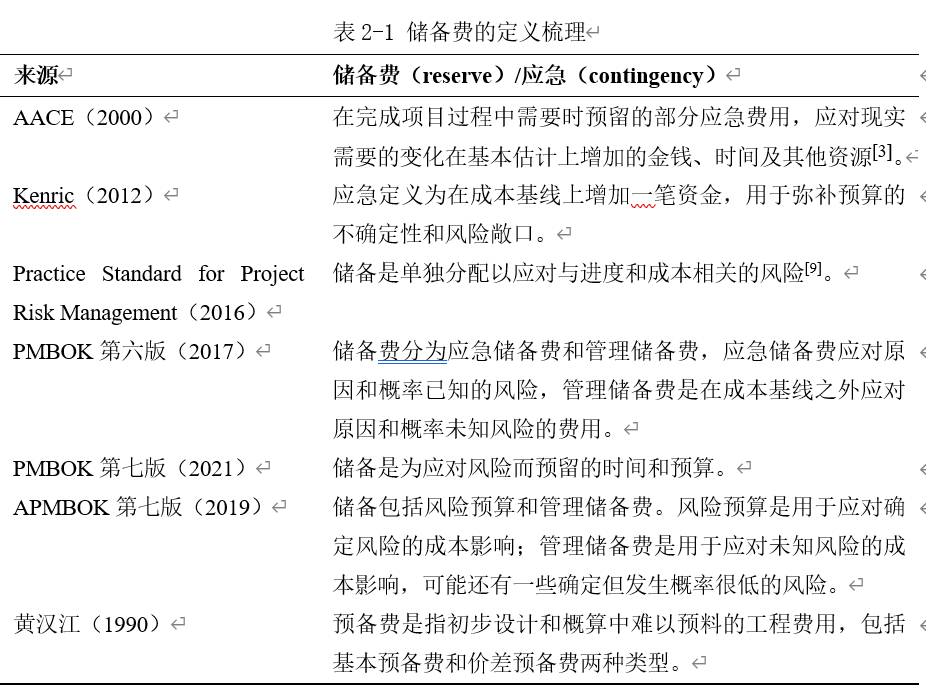 表 2-1 储备费的定义梳理
来源 储备费（reserve）/应急（contingency）
AACE（2000） 在完成项目过程中需要时预留的部分应急费用，应对现实
需要的变化在基本估计上增加的金钱、时间及其他资源[3]。
Kenric（2012） 应急定义为在成本基线上增加一笔资金，用于弥补预算的
不确定性和风险敞口。
Practice Standard for Project 储备是单独分配以应对与进度和成本相关的风险[9]。
Risk Management（2016）
PMBOK 第六版（2017） 储备费分为应急储备费和管理储备费，应急储备费应对原
因和概率已知的风险，管理储备费是在成本基线之外应对
原因和概率未知风险的费用。
PMBOK 第七版（2021） 储备是为应对风险而预留的时间和预算。
APMBOK 第七版（2019） 储备包括风险预算和管理储备费。风险预算是用于应对确
定风险的成本影响；管理储备费是用于应对未知风险的成
本影响，可能还有一些确定但发生概率很低的风险。
黄汉江（1990） 预备费是指初步设计和概算中难以预料的工程费用，包括
基本预备费和价差预备费两种类型。